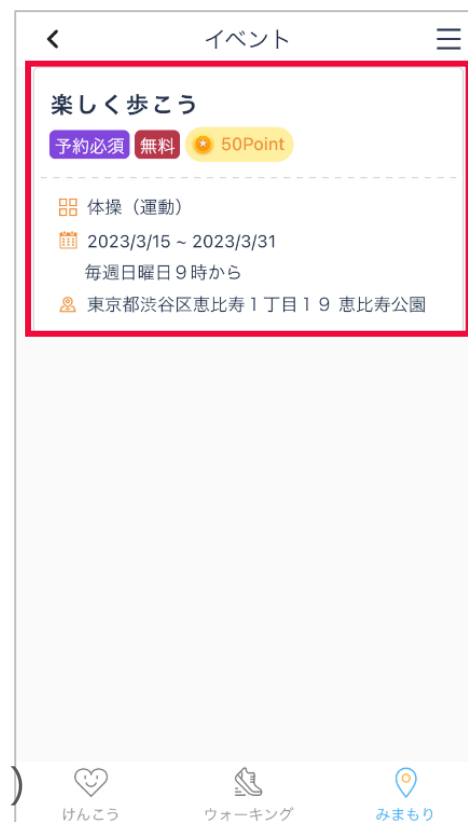 イベント
楽しく歩こう
予約必須 無料 50Point
体操（運動）
2023/3/15 ~ 2023/3/31
毎週日曜日９時から
東京都渋谷区恵比寿１丁目１９ 恵比寿公園
)
けんこう ウォーキング みまもり